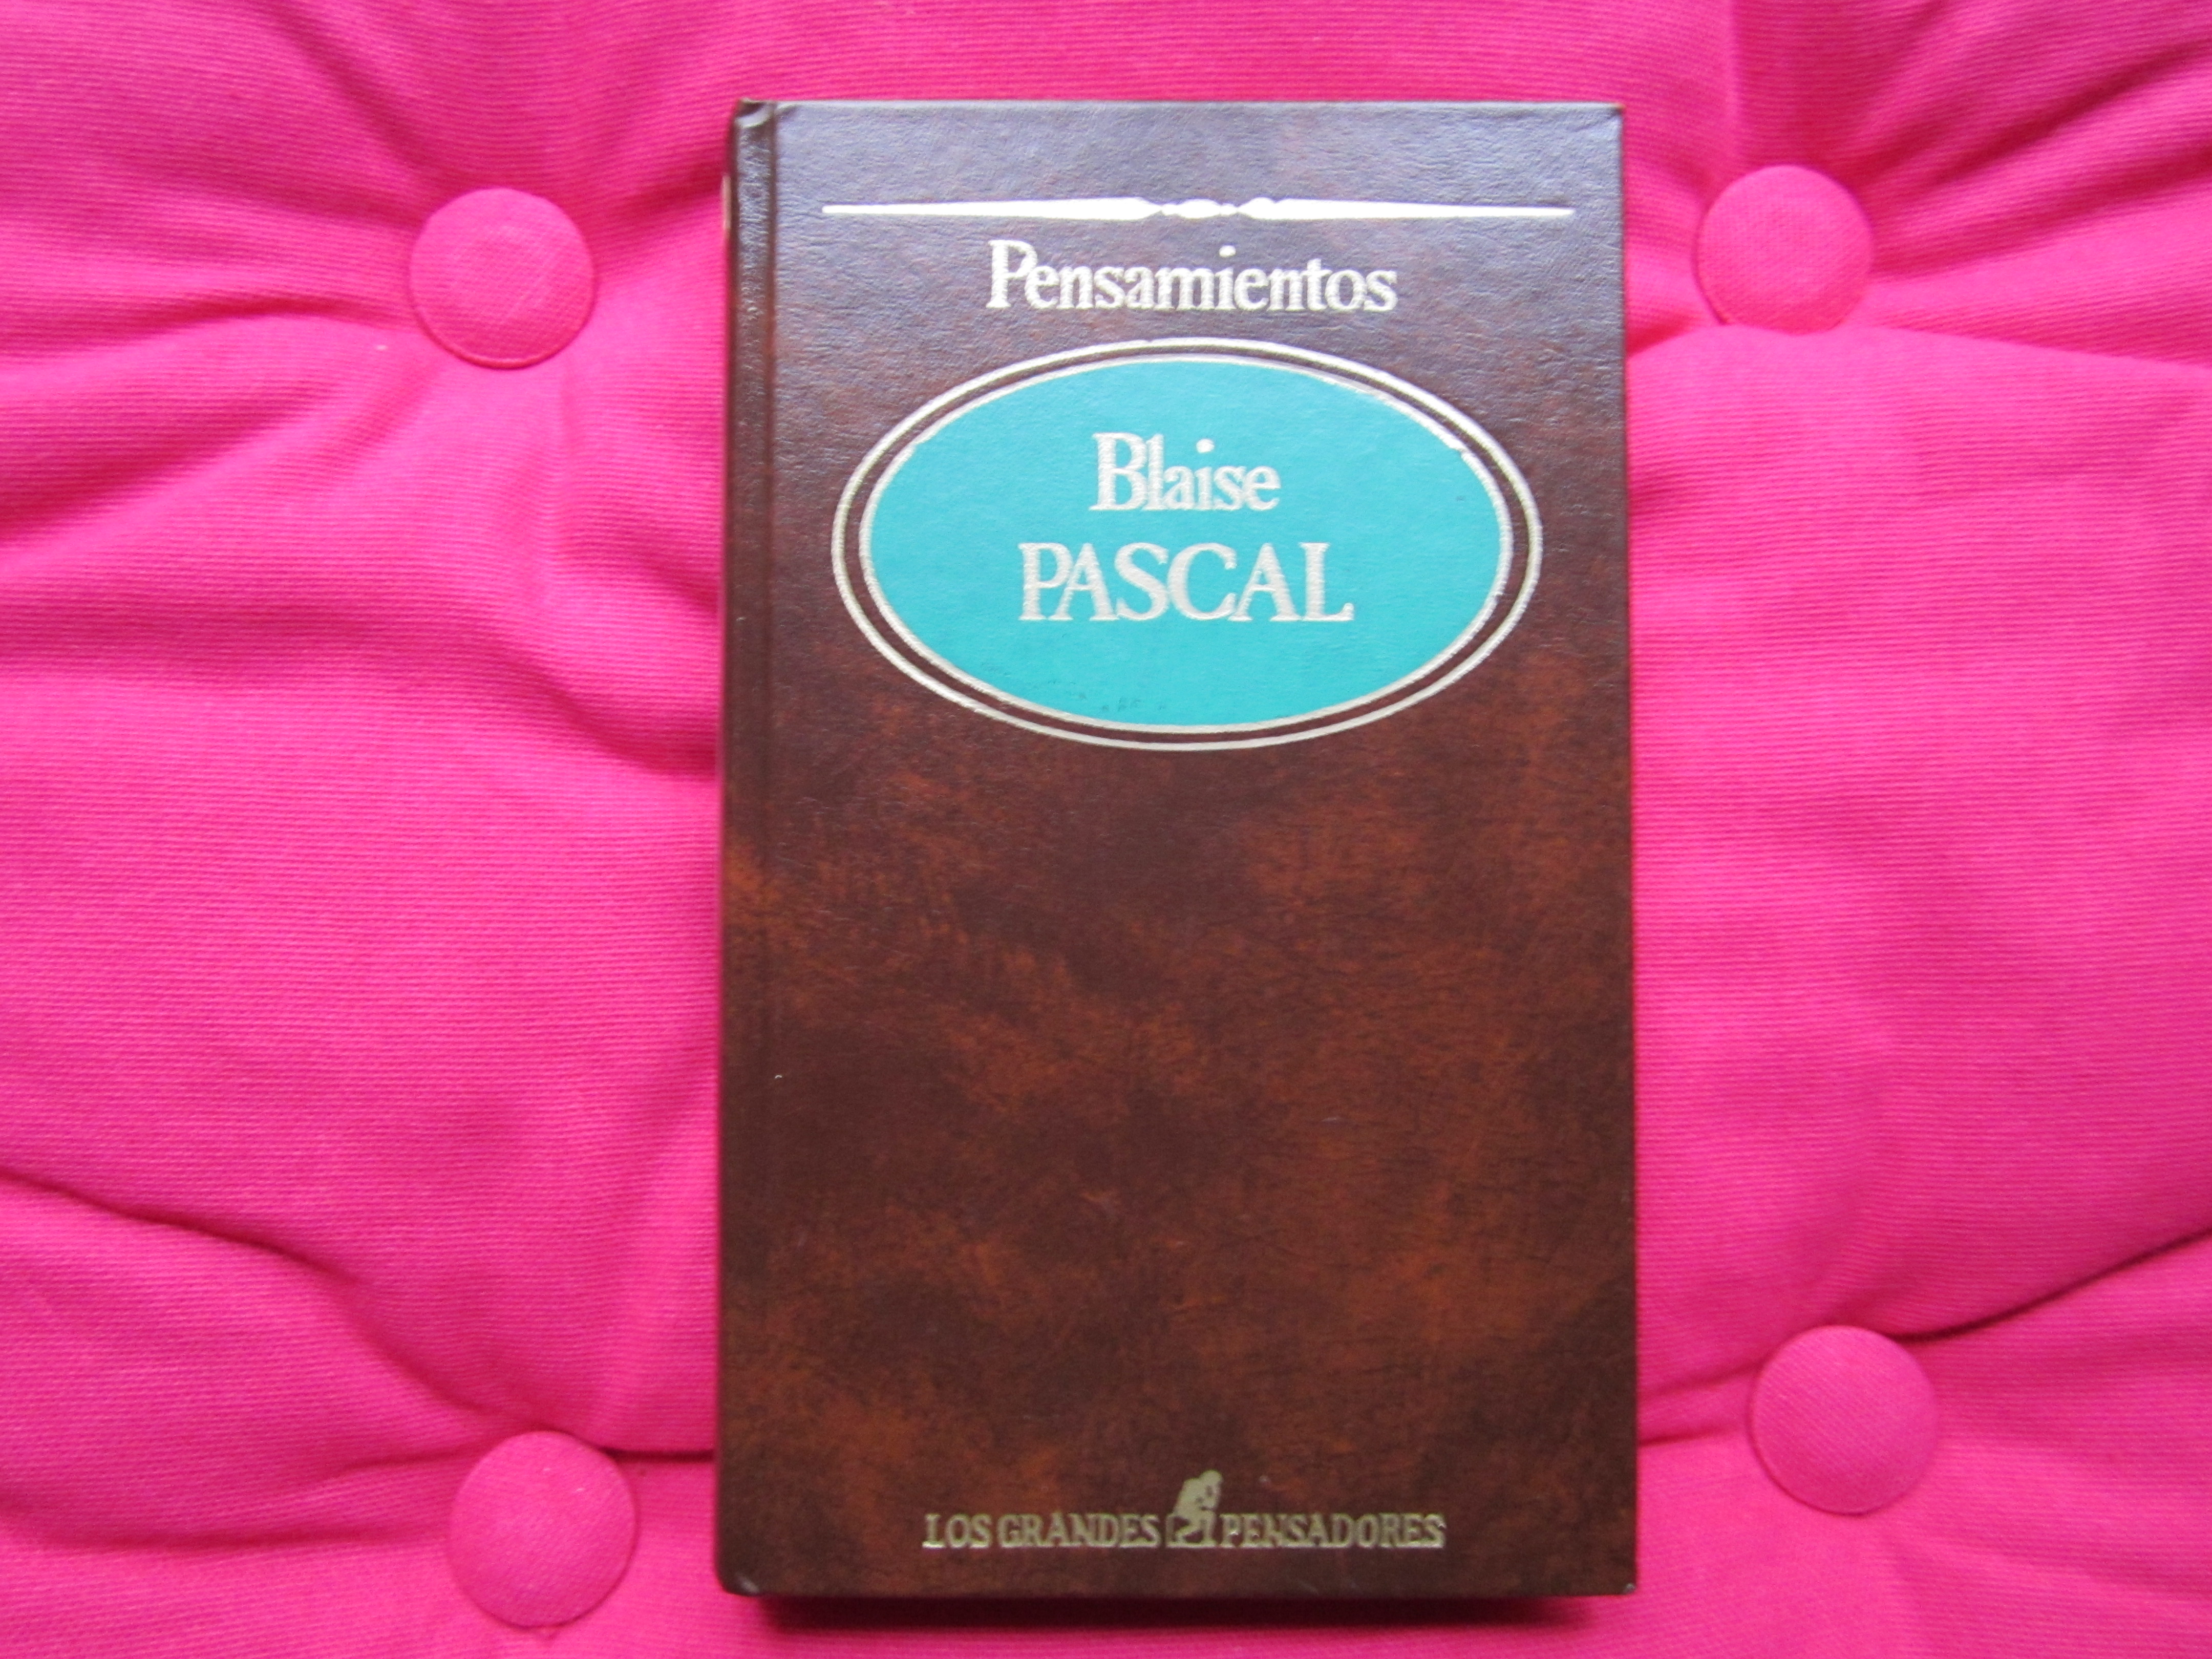 Pensamientos
Blaise
PASCAL
LOS GRANDES PENSADORES